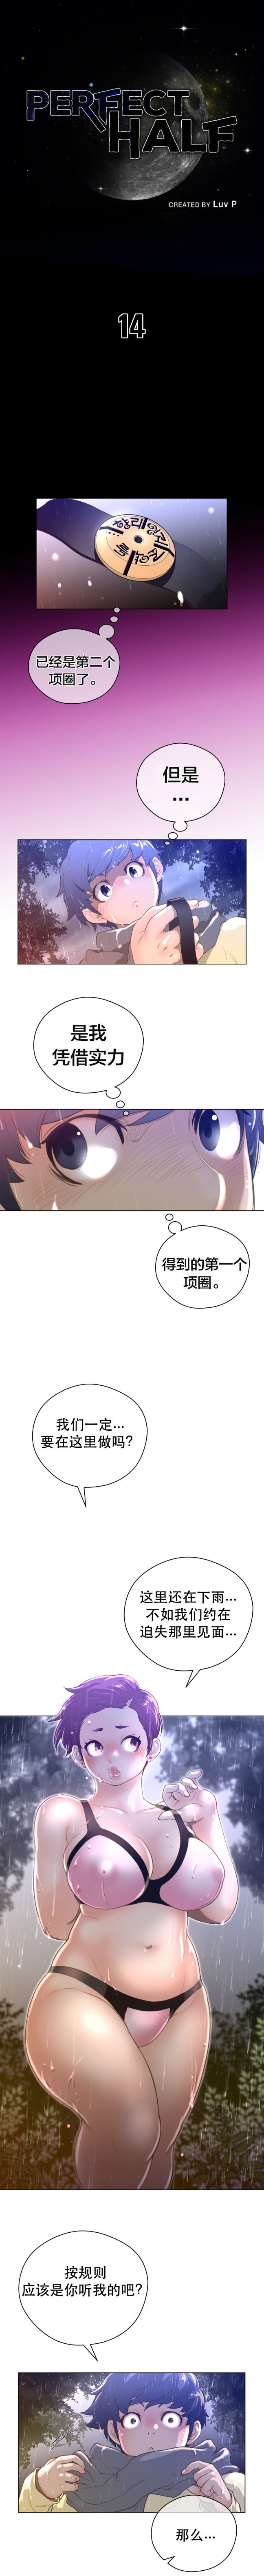 PERFECT
HALF
CREATED BY Luv P
14
已经是第二个
项圈了。
但是
...
是我
凭借实力
得到的第一个
项圈。
我们一定...
要在这里做吗?
这里还在下雨...
不如我们约在
迫失那里见面...
按规则
应该是你听我的吧?
那么...